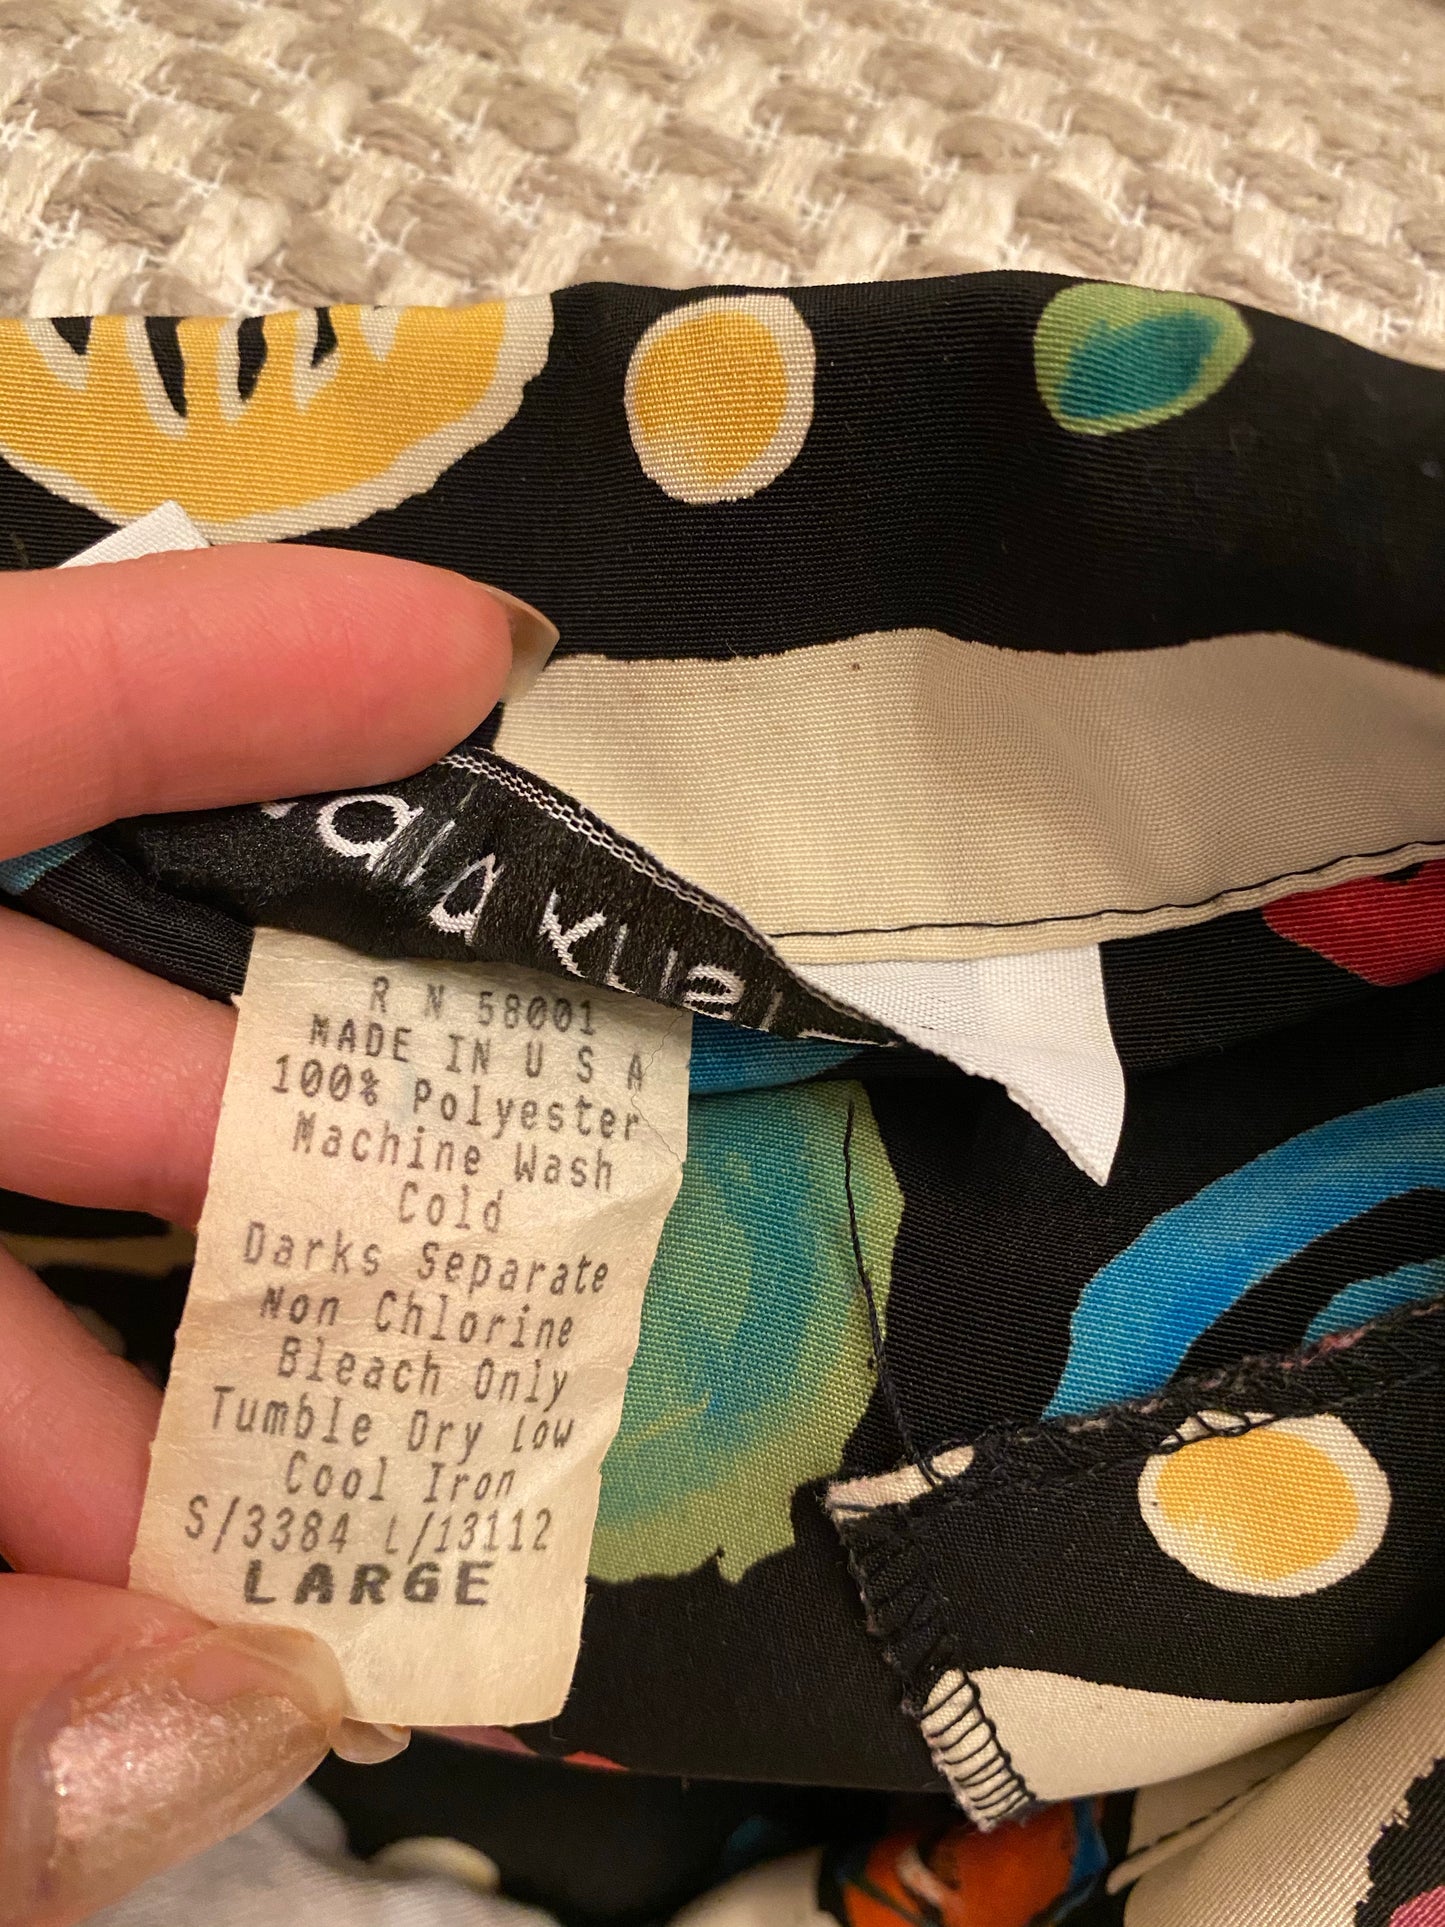 R N 58001
MADE IN U S A
100% Polyester
Machine Wash
Cold
Darks Separate
Non Chlorine
Bleach Only
Tumble Dry Low
Cool Iron
S/3384 L/13112
LARGE